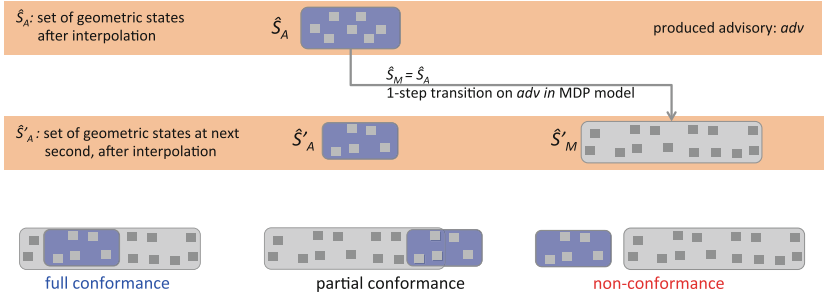 Ŝ_A: set of geometric states
after interpolation
Ŝ_A
produced advisory: adv
Ŝ_M = Ŝ_A
1-step transition on adv in MDP model
Ŝ'_A : set of geometric states at next
second, after interpolation
Ŝ'_A
Ŝ'_M
full conformance
partial conformance
non-conformance